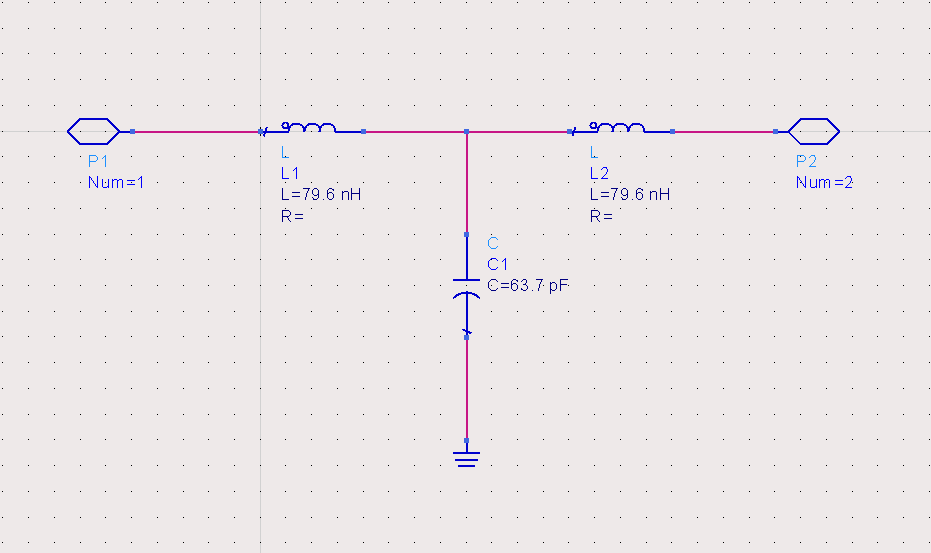 P1
Num=1
L
L1
L=79.6 nH
R=
L
L2
L=79.6 nH
R=
P2
Num=2
C
C1
C=63.7 pF